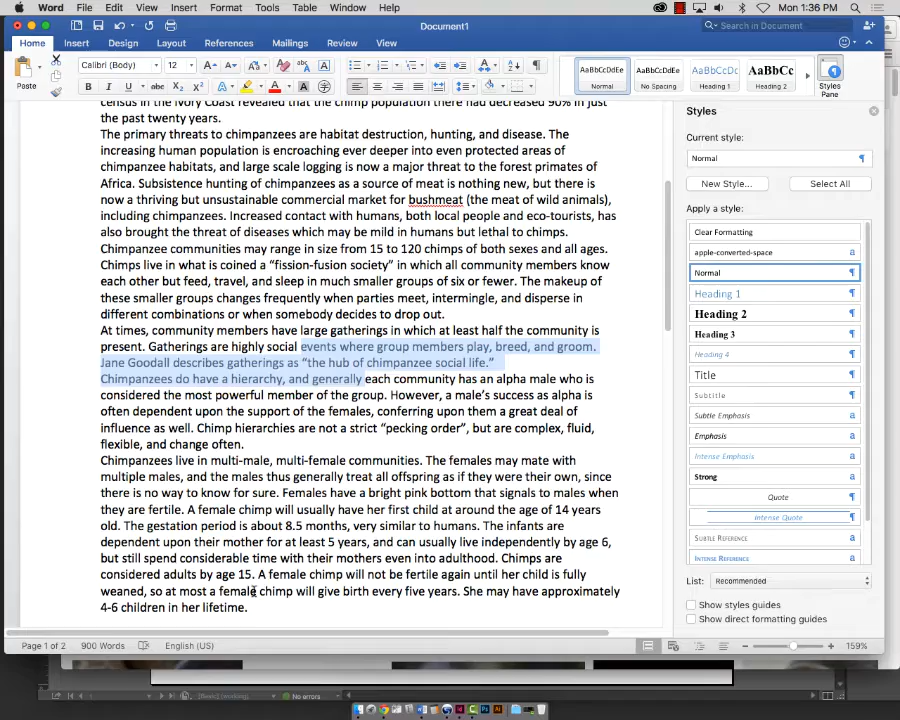 Word File Edit View Insert Format Tools Table Window Help Mon 1:36 PM
Document1
Search in Document
Home Insert Design Layout References Mailings Review View
Paste
Calibri (Body) 12
AaBbCcDdEe AaBbCcDdEe AaBbCcDc AaBbCc
Normal No Spacing Heading 1 Heading 2 Styles Pane
census in the Ivory Coast revealed that the chimp population there had decreased 90% in just
the past twenty years.
The primary threats to chimpanzees are habitat destruction, hunting, and disease. The
increasing human population is encroaching ever deeper into even protected areas of
chimpanzee habitats, and large scale logging is now a major threat to the forest primates of
Africa. Subsistence hunting of chimpanzees as a source of meat is nothing new, but there is
now a thriving but unsustainable commercial market for bushmeat (the meat of wild animals),
including chimpanzees. Increased contact with humans, both local people and eco-tourists, has
also brought the threat of diseases which may be mild in humans but lethal to chimps.
Chimpanzee communities may range in size from 15 to 120 chimps of both sexes and all ages.
Chimps live in what is coined a “fission-fusion society” in which all community members know
each other but feed, travel, and sleep in much smaller groups of six or fewer. The makeup of
these smaller groups changes frequently when parties meet, intermingle, and disperse in
different combinations or when somebody decides to drop out.
At times, community members have large gatherings in which at least half the community is
present. Gatherings are highly social events where group members play, breed, and groom.
Jane Goodall describes gatherings as “the hub of chimpanzee social life.”
Chimpanzees do have a hierarchy, and generally each community has an alpha male who is
considered the most powerful member of the group. However, a male’s success as alpha is
often dependent upon the support of the females, conferring upon them a great deal of
influence as well. Chimp hierarchies are not a strict “pecking order”, but are complex, fluid,
flexible, and change often.
Chimpanzees live in multi-male, multi-female communities. The females may mate with
multiple males, and the males thus generally treat all offspring as if they were their own, since
there is no way to know for sure. Females have a bright pink bottom that signals to males when
they are fertile. A female chimp will usually have her first child at around the age of 14 years
old. The gestation period is about 8.5 months, very similar to humans. The infants are
dependent upon their mother for at least 5 years, and can usually live independently by age 6,
but still spend considerable time with their mothers even into adulthood. Chimps are
considered adults by age 15. A female chimp will not be fertile again until her child is fully
weaned, so at most a female chimp will give birth every five years. She may have approximately
4-6 children in her lifetime.
Styles
Current style:
Normal
New Style... Select All
Apply a style:
Clear Formatting
apple-converted-space
Normal
Heading 1
Heading 2
Heading 3
Heading 4
Title
Subtitle
Subtle Emphasis
Emphasis
Intense Emphasis
Strong
Quote
Intense Quote
Subtle Reference
Intense Reference
List: Recommended
Show styles guides
Show direct formatting guides
Page 1 of 2 900 Words English (US) 159%
No errors